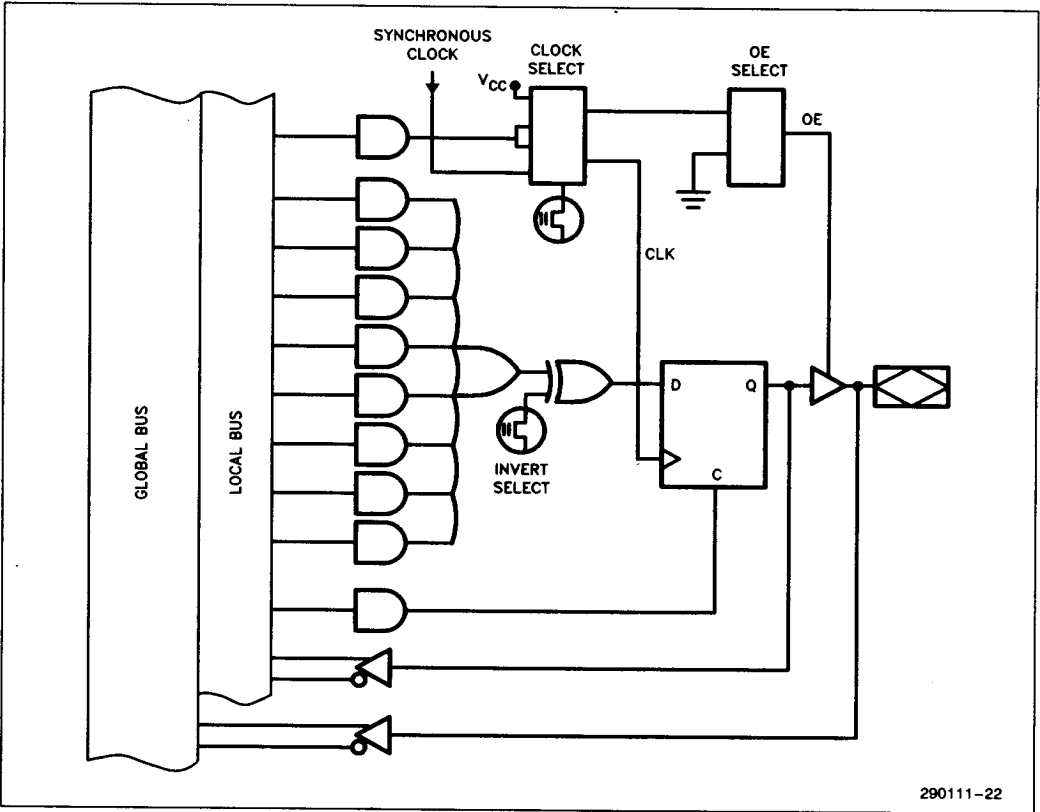 SYNCHRONOUS
CLOCK
CLOCK
SELECT
VCC
OE
SELECT
OE
CLK
GLOBAL BUS
LOCAL BUS
D
Q
C
INVERT
SELECT
290111-22